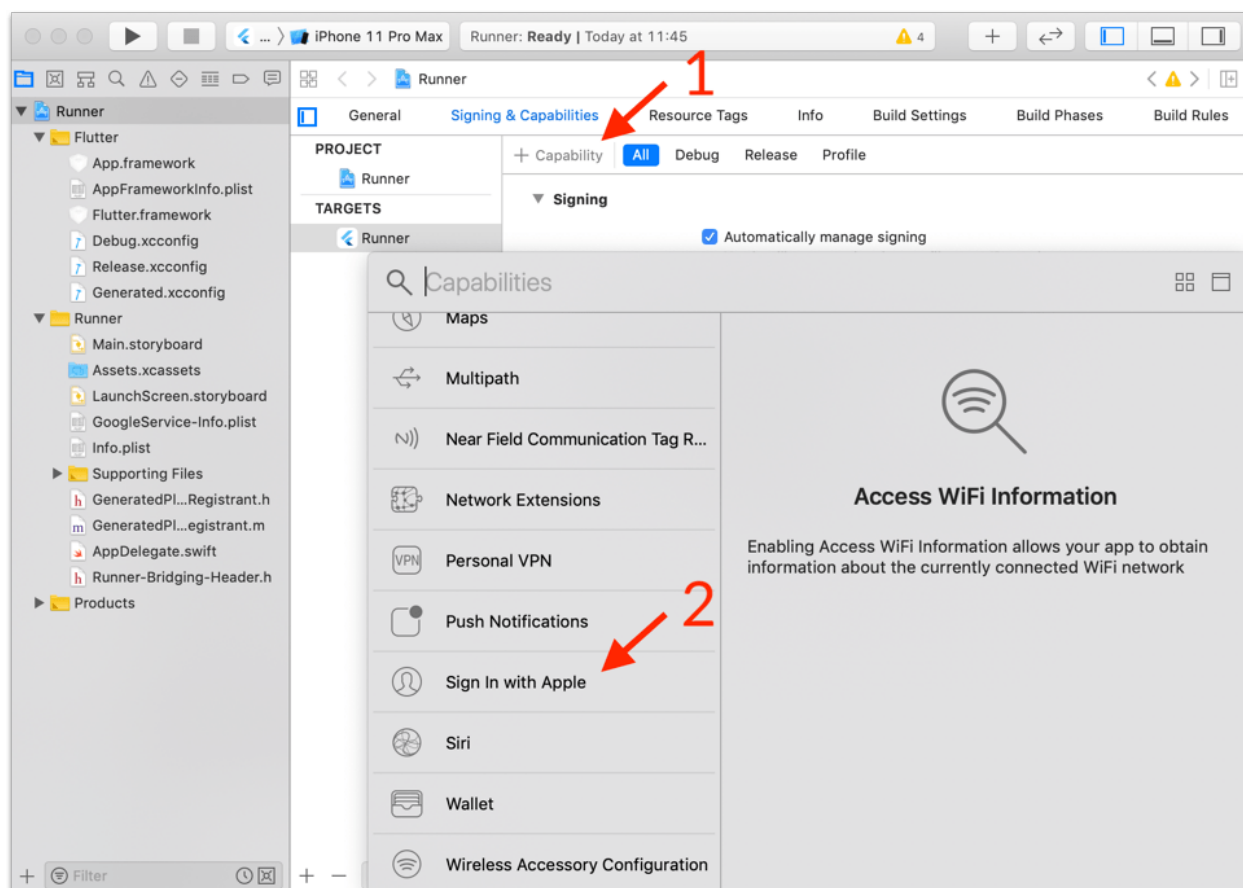 … iPhone 11 Pro Max Runner: Ready | Today at 11:45 4
1
Runner
Runner
General Signing & Capabilities Resource Tags Info Build Settings Build Phases Build Rules
Flutter
App.framework
AppFrameworkInfo.plist
Flutter.framework
Debug.xcconfig
Release.xcconfig
Generated.xcconfig
Runner
Main.storyboard
Assets.xcassets
LaunchScreen.storyboard
GoogleService-Info.plist
Info.plist
Supporting Files
h GeneratedPl...Registrant.h
m GeneratedPl...egistrant.m
AppDelegate.swift
h Runner-Bridging-Header.h
Products
Filter
PROJECT
Runner
TARGETS
Runner
+ Capability All Debug Release Profile
Signing
Automatically manage signing
Capabilities
Maps
Multipath
Near Field Communication Tag R...
Network Extensions
VPN Personal VPN
Push Notifications
2
Sign In with Apple
Siri
Wallet
Wireless Accessory Configuration
Access WiFi Information
Enabling Access WiFi Information allows your app to obtain
information about the currently connected WiFi network